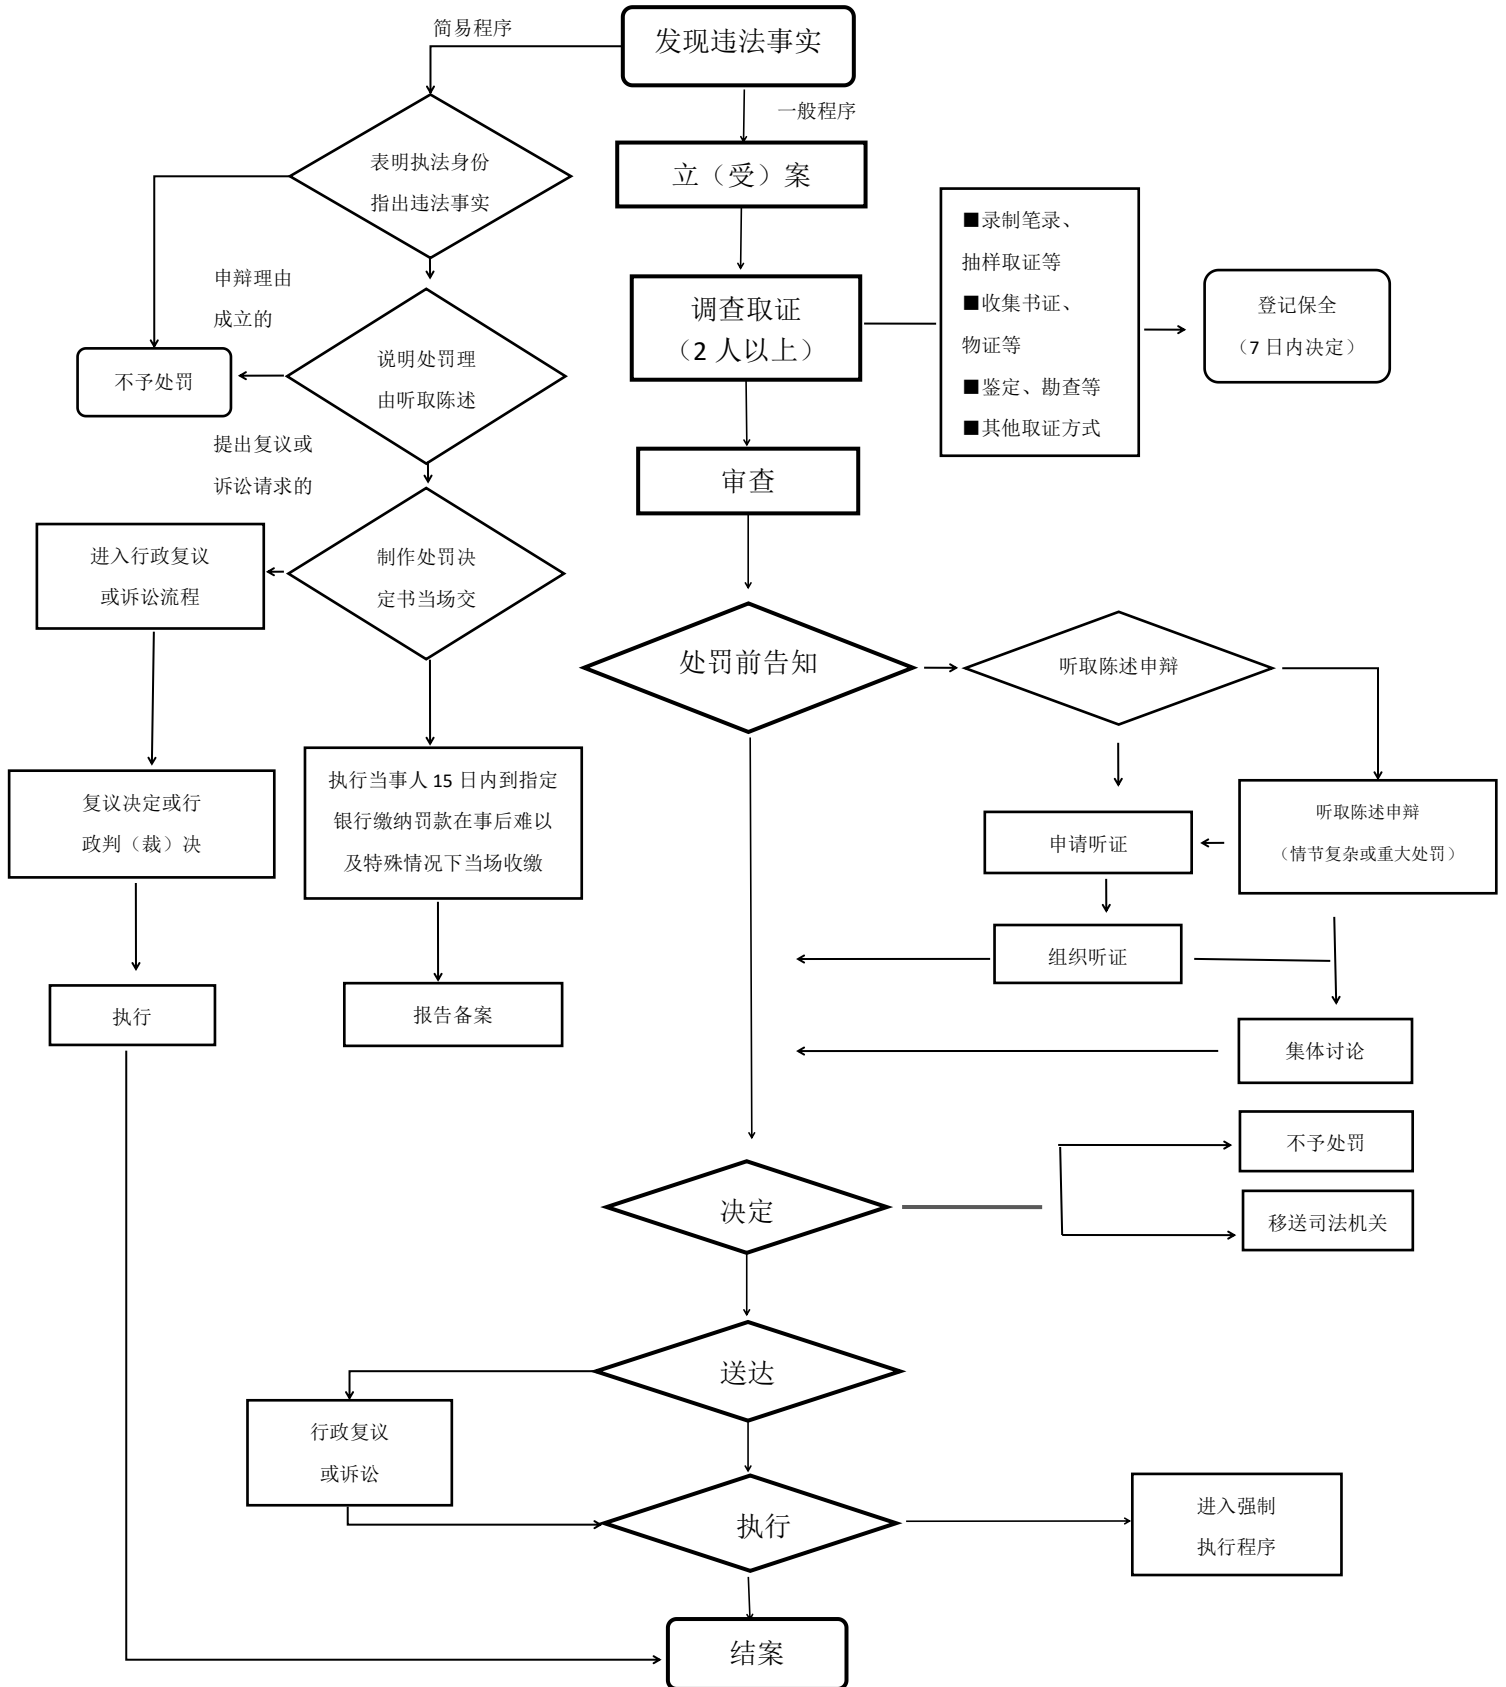 简易程序
发现违法事实
一般程序
表明执法身份
指出违法事实
立（受）案
■录制笔录、
抽样取证等
■收集书证、
物证等
■鉴定、勘查等
■其他取证方式
申辩理由
成立的
调查取证
（2 人以上）
登记保全
（7 日内决定）
说明处罚理
由听取陈述
不予处罚
提出复议或
诉讼请求的
审查
进入行政复议
或诉讼流程
制作处罚决
定书当场交
处罚前告知
听取陈述申辩
复议决定或行
政判（裁）决
执行当事人 15 日内到指定
银行缴纳罚款在事后难以
及特殊情况下当场收缴
申请听证
听取陈述申辩
（情节复杂或重大处罚）
组织听证
执行
报告备案
集体讨论
不予处罚
决定
移送司法机关
送达
行政复议
或诉讼
执行
进入强制
执行程序
结案